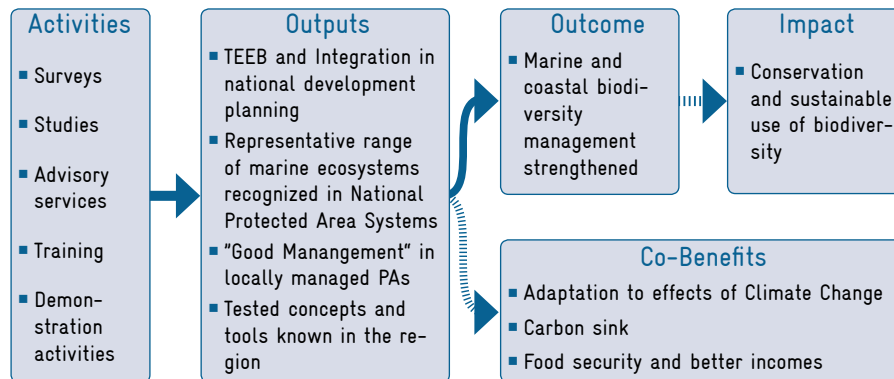 Activities
■ Surveys
■ Studies
■ Advisory
services
■ Training
■ Demon-
stration
activities
Outputs
■ TEEB and Integration in
national development
planning
■ Representative range
of marine ecosystems
recognized in National
Protected Area Systems
■ "Good Manangement" in
locally managed PAs
■ Tested concepts and
tools known in the re-
gion
Outcome
■ Marine and
coastal biodi-
versity
management
strengthened
Impact
■ Conservation
and sustainable
use of biodiver-
sity
Co-Benefits
■ Adaptation to effects of Climate Change
■ Carbon sink
■ Food security and better incomes